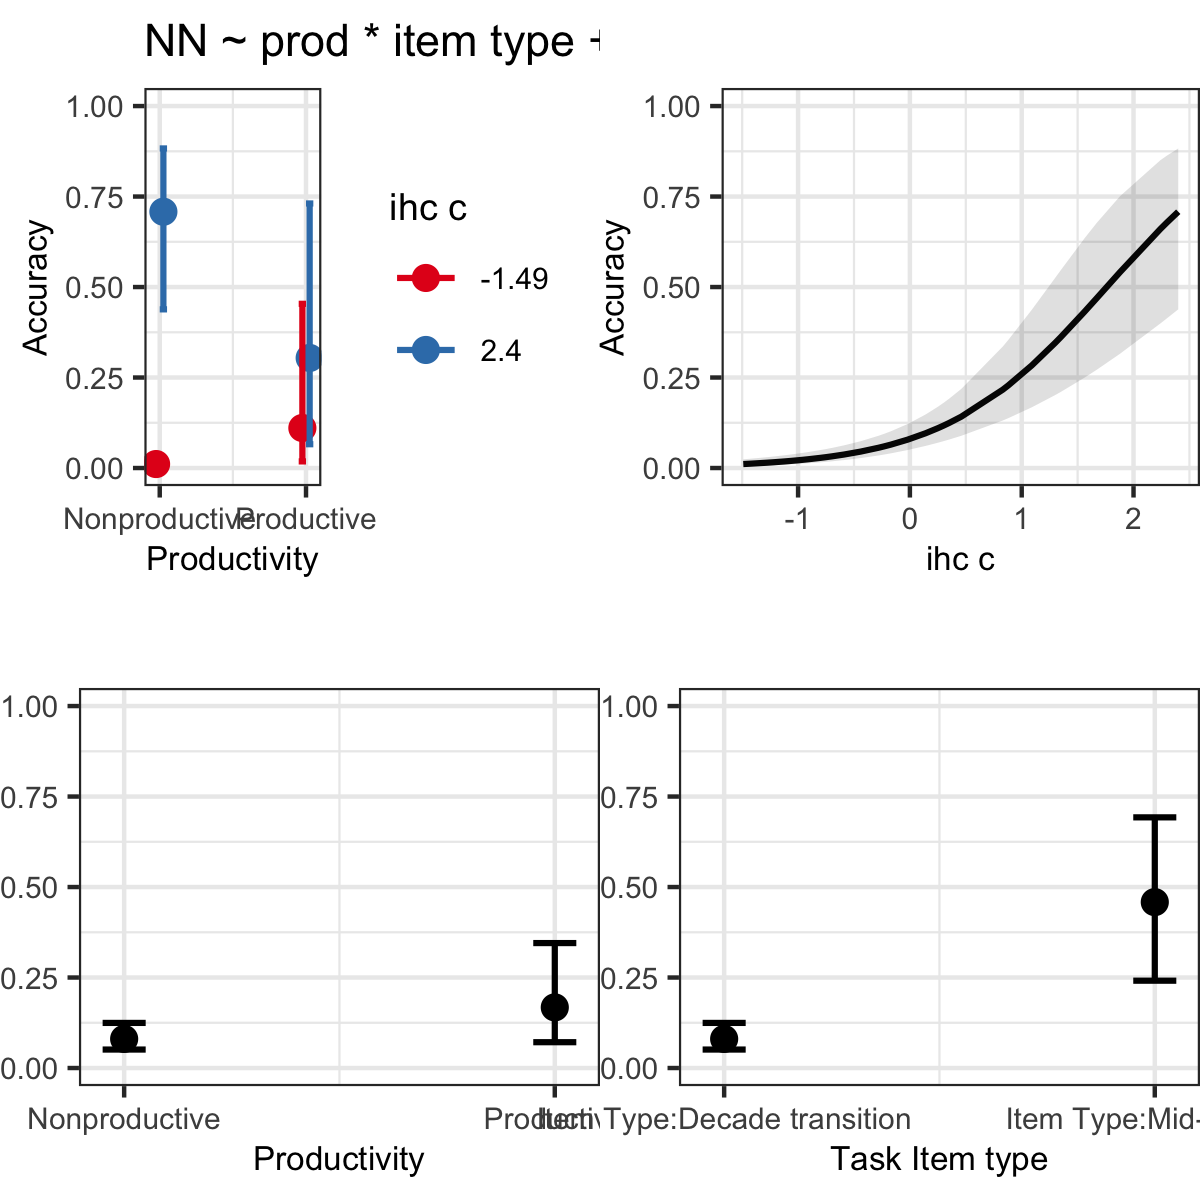 NN ~ prod * item type +
1.00
0.75
0.50
0.25
0.00
Accuracy
Nonproductive
Productive
Productivity
ihc c
-1.49
2.4
1.00
0.75
0.50
0.25
0.00
Accuracy
-1
0
1
2
ihc c
1.00
0.75
0.50
0.25
0.00
Nonproductive
Productiv
Productivity
1.00
0.75
0.50
0.25
0.00
Item Type:Decade transition
Item Type:Mid-
Task Item type